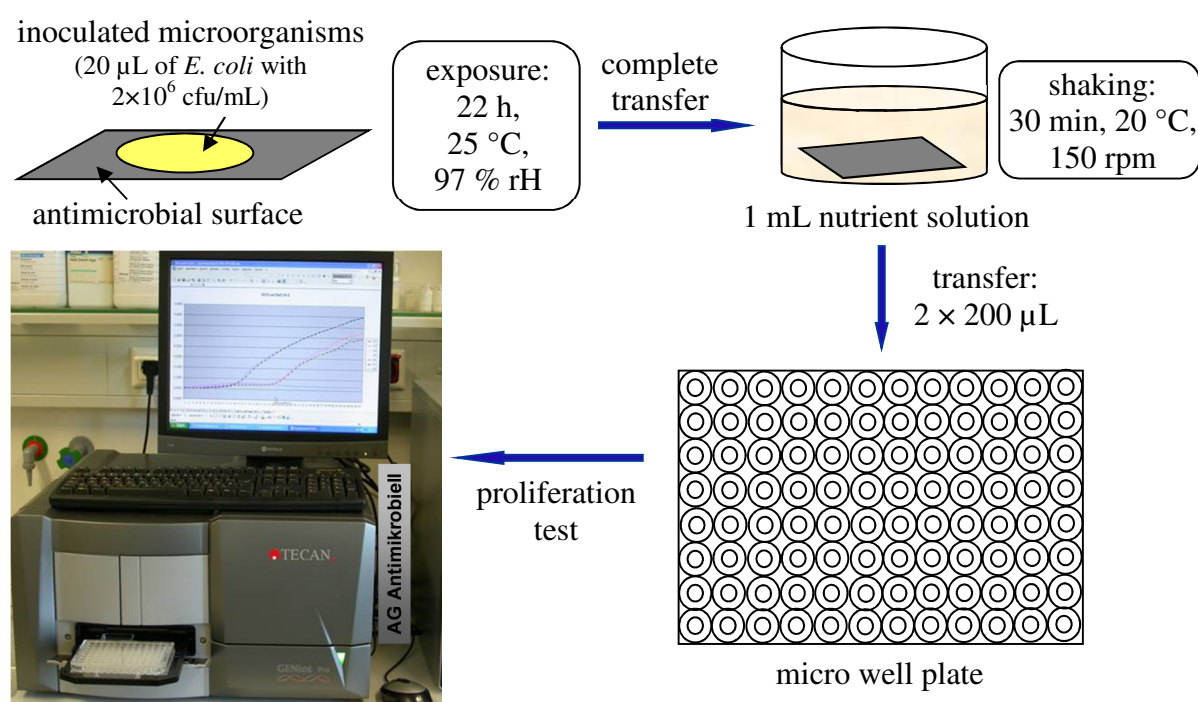 inoculated microorganisms
(20 µL of E. coli with
2×10⁶ cfu/mL)
antimicrobial surface
exposure:
22 h,
25 °C,
97 % rH
complete
transfer
shaking:
30 min, 20 °C,
150 rpm
1 mL nutrient solution
transfer:
2 × 200 µL
micro well plate
proliferation
test
AG Antimikrobiell
TECAN
GENios Pro